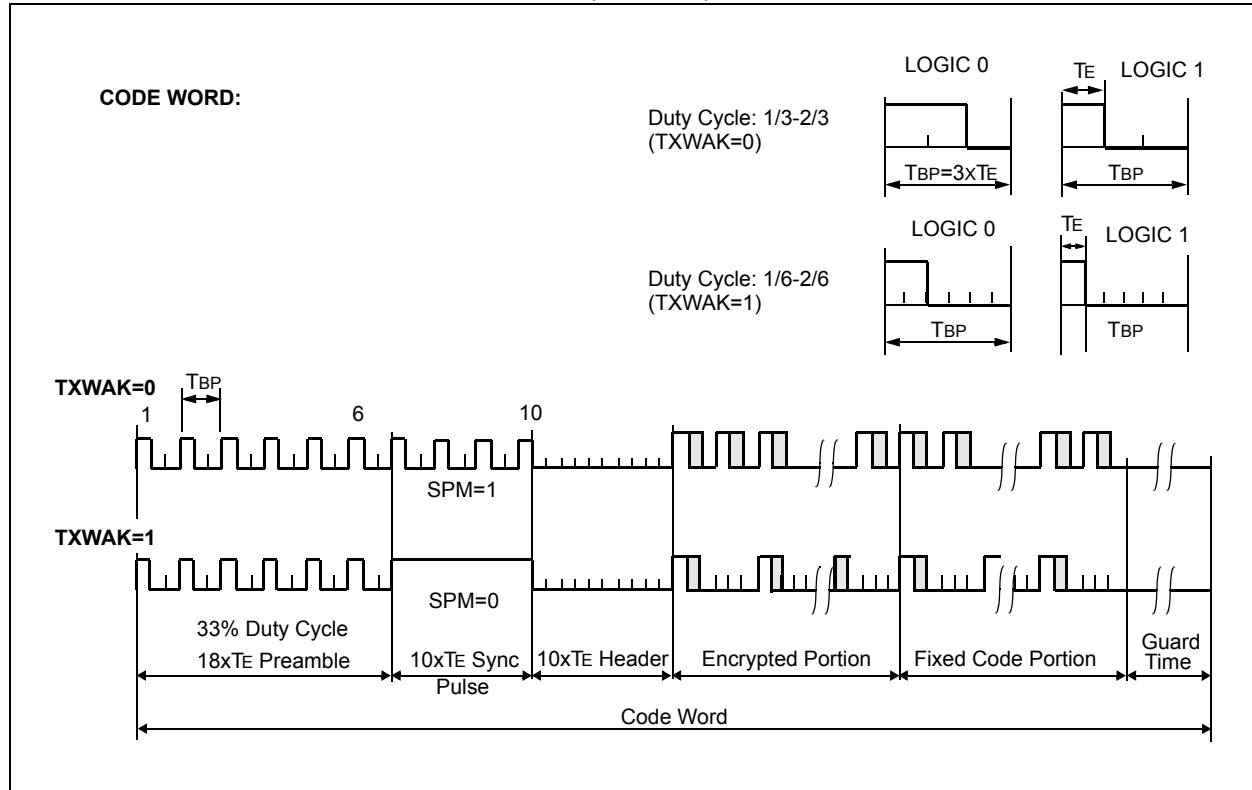 LOGIC 0
TE
LOGIC 1
CODE WORD:
Duty Cycle: 1/3-2/3
(TXWAK=0)
TBP=3xTE
TBP
LOGIC 0
TE
LOGIC 1
Duty Cycle: 1/6-2/6
(TXWAK=1)
TBP
TBP
TXWAK=0
TBP
1
6
10
SPM=1
TXWAK=1
SPM=0
33% Duty Cycle
18xTE Preamble
10xTE Sync
Pulse
10xTE Header
Encrypted Portion
Fixed Code Portion
Guard
Time
Code Word